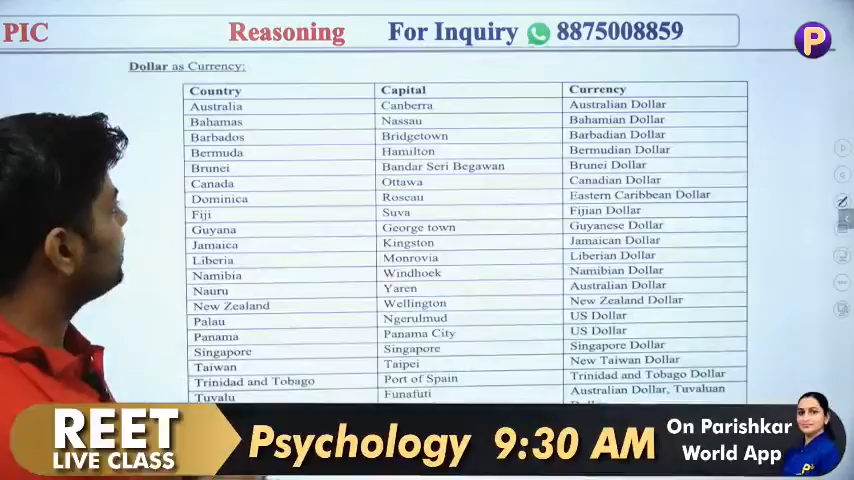 PIC Reasoning For Inquiry 8875008859
P
Dollar as Currency:
Country Capital Currency
Australia Canberra Australian Dollar
Bahamas Nassau Bahamian Dollar
Barbados Bridgetown Barbadian Dollar
Bermuda Hamilton Bermudian Dollar
Brunei Bandar Seri Begawan Brunei Dollar
Canada Ottawa Canadian Dollar
Dominica Roseau Eastern Caribbean Dollar
Fiji Suva Fijian Dollar
Guyana George town Guyanese Dollar
Jamaica Kingston Jamaican Dollar
Liberia Monrovia Liberian Dollar
Namibia Windhoek Namibian Dollar
Nauru Yaren Australian Dollar
New Zealand Wellington New Zealand Dollar
Palau Ngerulmud US Dollar
Panama Panama City US Dollar
Singapore Singapore Singapore Dollar
Taiwan Taipei New Taiwan Dollar
Trinidad and Tobago Port of Spain Trinidad and Tobago Dollar
Tuvalu Funafuti Australian Dollar, Tuvaluan
REET
LIVE CLASS
Psychology 9:30 AM
On Parishkar
World App